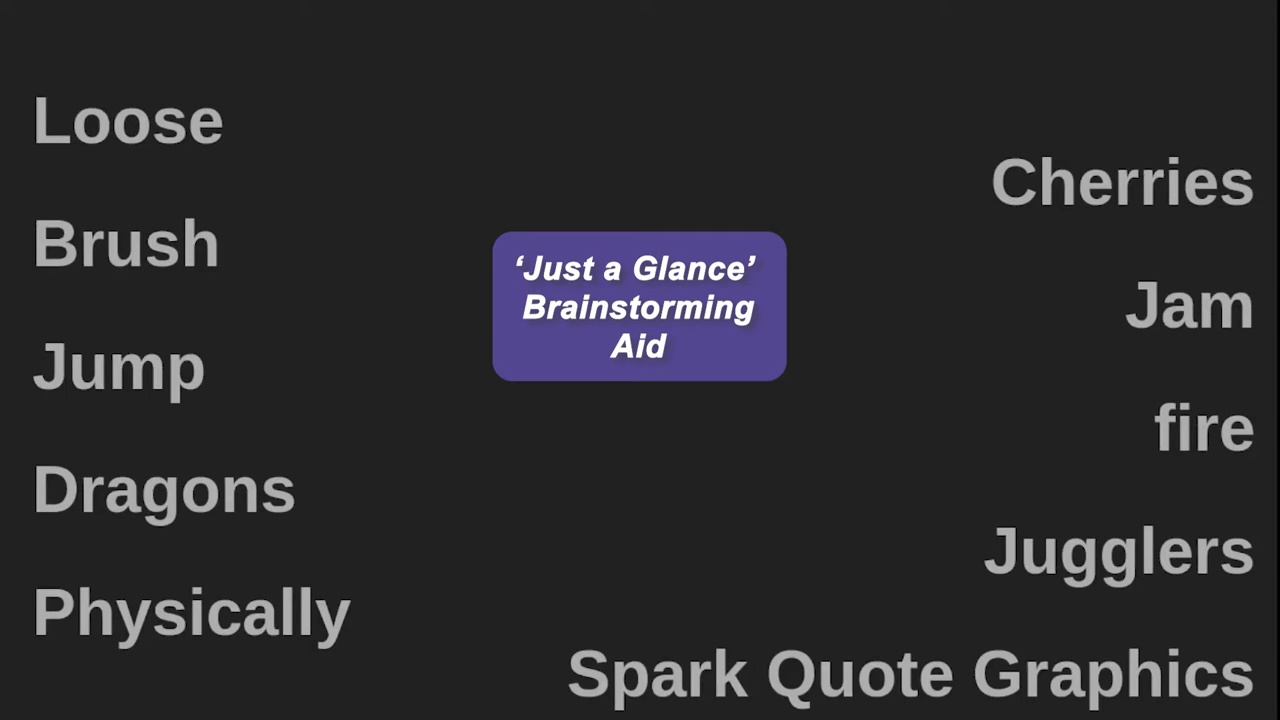 Loose
Cherries
Brush
‘Just a Glance’
Brainstorming
Aid
Jam
Jump
fire
Dragons
Jugglers
Physically
Spark Quote Graphics